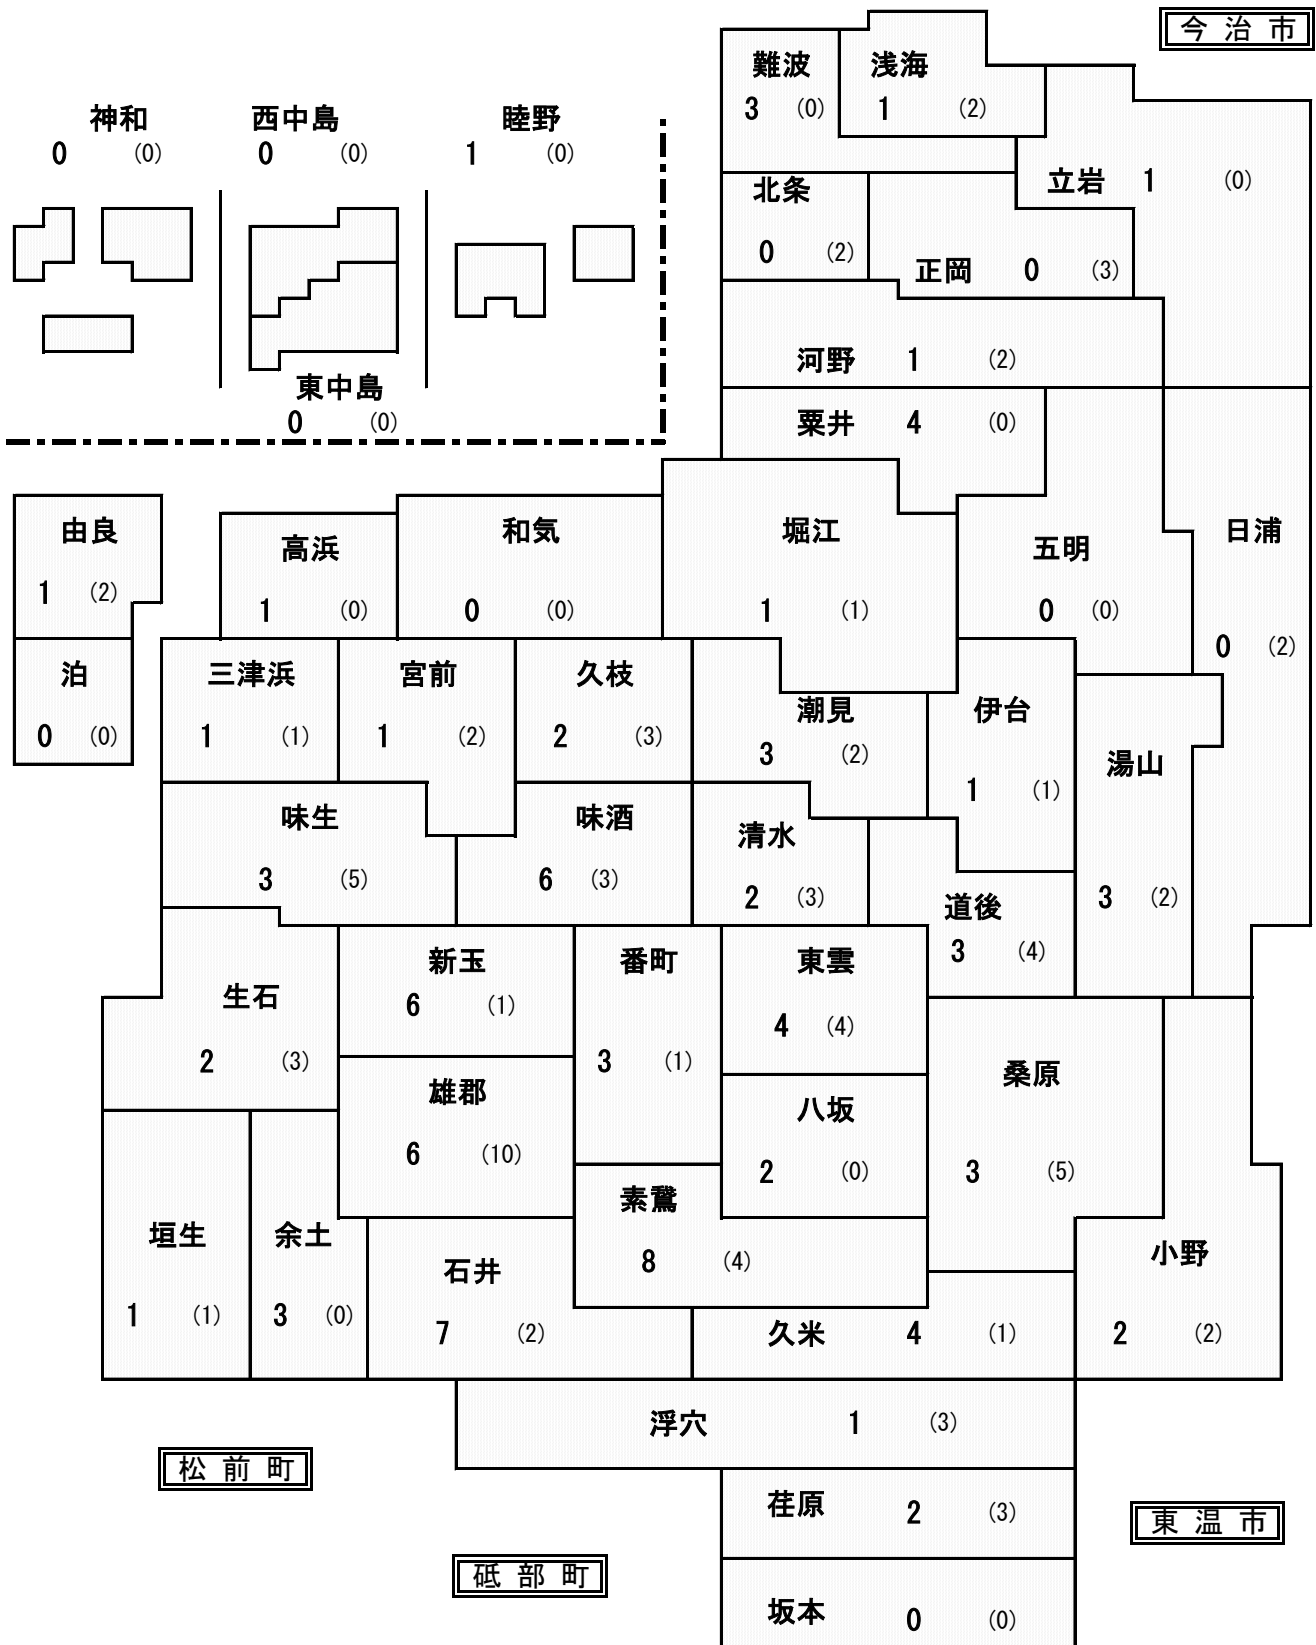 今治市
難波
3 (0)
浅海
1 (2)
神和
0 (0)
西中島
0 (0)
睦野
1 (0)
立岩 1 (0)
北条
0 (2)
正岡 0 (3)
河野 1 (2)
東中島
0 (0)
粟井 4 (0)
由良
1 (2)
高浜
1 (0)
和気
0 (0)
堀江
1 (1)
五明
0 (0)
日浦
0 (2)
泊
0 (0)
三津浜
1 (1)
宮前
1 (2)
久枝
2 (3)
潮見
3 (2)
伊台
1 (1)
湯山
3 (2)
味生
3 (5)
味酒
6 (3)
清水
2 (3)
道後
3 (4)
生石
2 (3)
新玉
6 (1)
番町
3 (1)
東雲
4 (4)
雄郡
6 (10)
八坂
2 (0)
桑原
3 (5)
素鵞
8 (4)
垣生
1 (1)
余土
3 (0)
石井
7 (2)
久米 4 (1)
小野
2 (2)
浮穴 1 (3)
松前町
荏原 2 (3)
東温市
砥部町
坂本 0 (0)